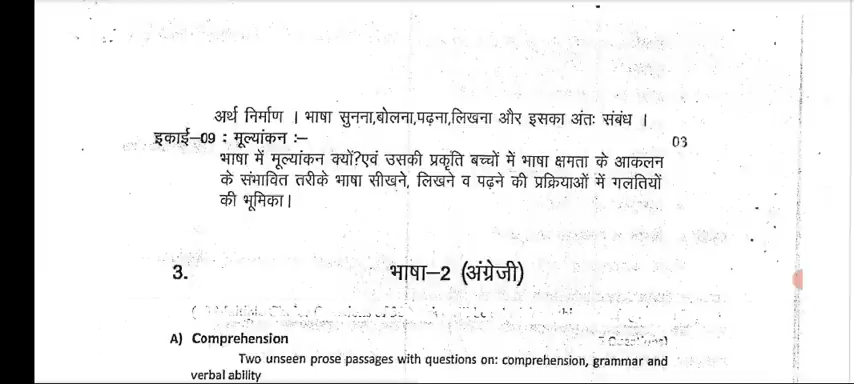 अर्थ निर्माण । भाषा सुनना,बोलना,पढ़ना,लिखना और इसका अंतः संबंध ।
इकाई–09 : मूल्यांकन :– 03
भाषा में मूल्यांकन क्यों?एवं उसकी प्रकृति बच्चों में भाषा क्षमता के आकलन
के संभावित तरीके भाषा सीखने, लिखने व पढ़ने की प्रक्रियाओं में गलतियों
की भूमिका।
3. भाषा–2 (अंग्रेजी)
A) Comprehension
Two unseen prose passages with questions on: comprehension, grammar and
verbal ability